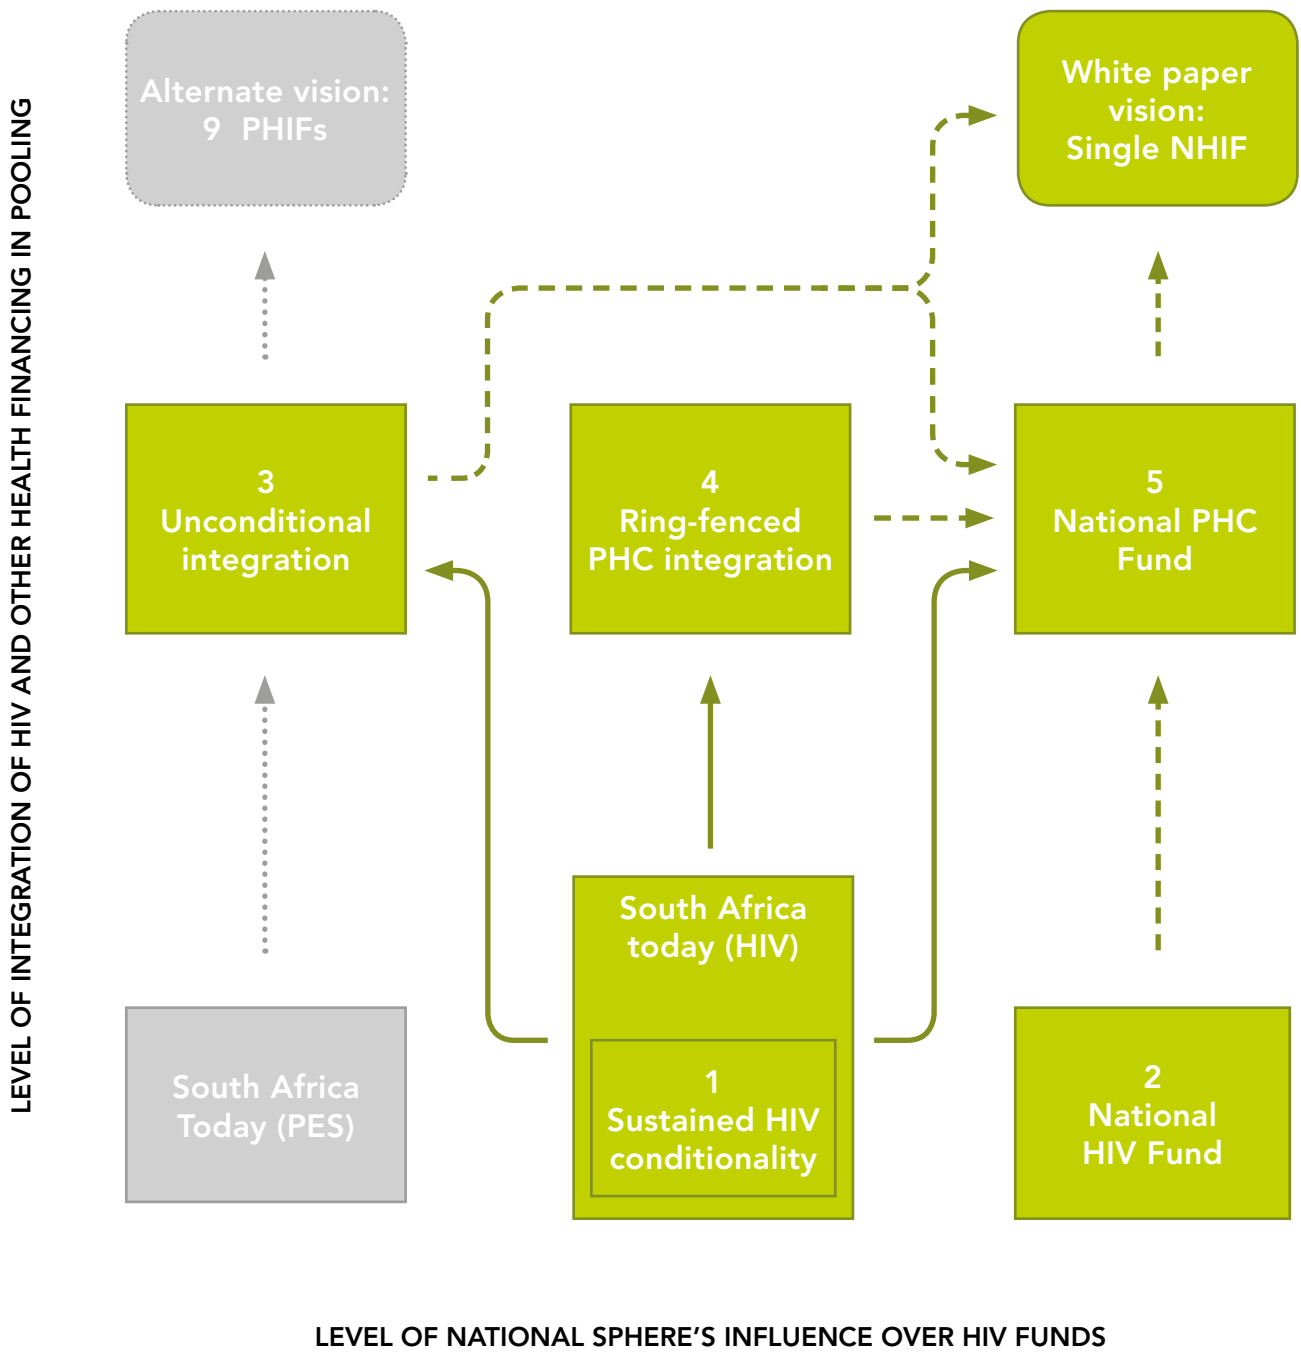 LEVEL OF INTEGRATION OF HIV AND OTHER HEALTH FINANCING IN POOLING
Alternate vision:
9 PHIFs
White paper
vision:
Single NHIF
3
Unconditional
integration
4
Ring-fenced
PHC integration
5
National PHC
Fund
South Africa
Today (PES)
South Africa
today (HIV)
1
Sustained HIV
conditionality
2
National
HIV Fund
LEVEL OF NATIONAL SPHERE'S INFLUENCE OVER HIV FUNDS